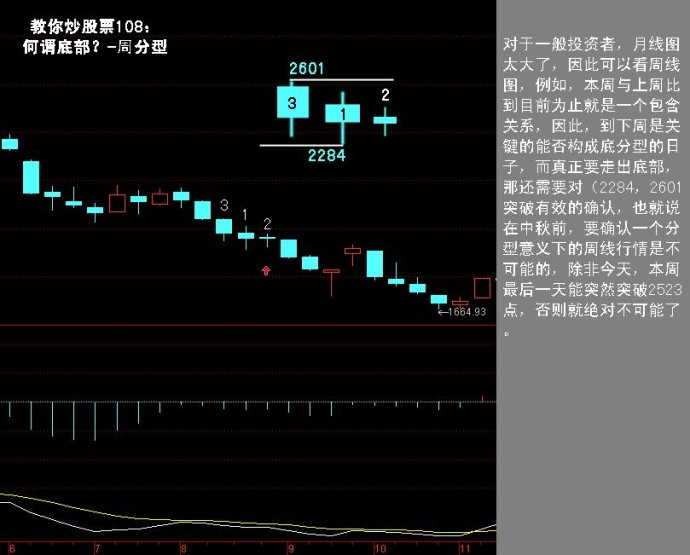 教你炒股票108：
何谓底部？-周分型
2601
3
1
2
2284
3
1
2
←1664.93
6
7
8
9
10
11
对于一般投资者，月线图
太大了，因此可以看周线
图，例如，本周与上周比
到目前为止就是一个包含
关系，因此，到下周是关
键的能否构成底分型的日
子，而真正要走出底部，
那还需要对（2284，2601
突破有效的确认，也就说
在中秋前，要确认一个分
型意义下的周线行情是不
可能的，除非今天，本周
最后一天能突然突破2523
点，否则就绝对不可能了
。